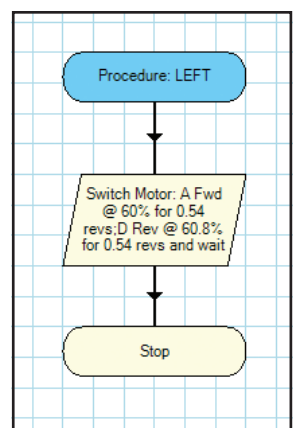 Procedure: LEFT
Switch Motor: A Fwd
@ 60% for 0.54
revs;D Rev @ 60.8%
for 0.54 revs and wait
Stop